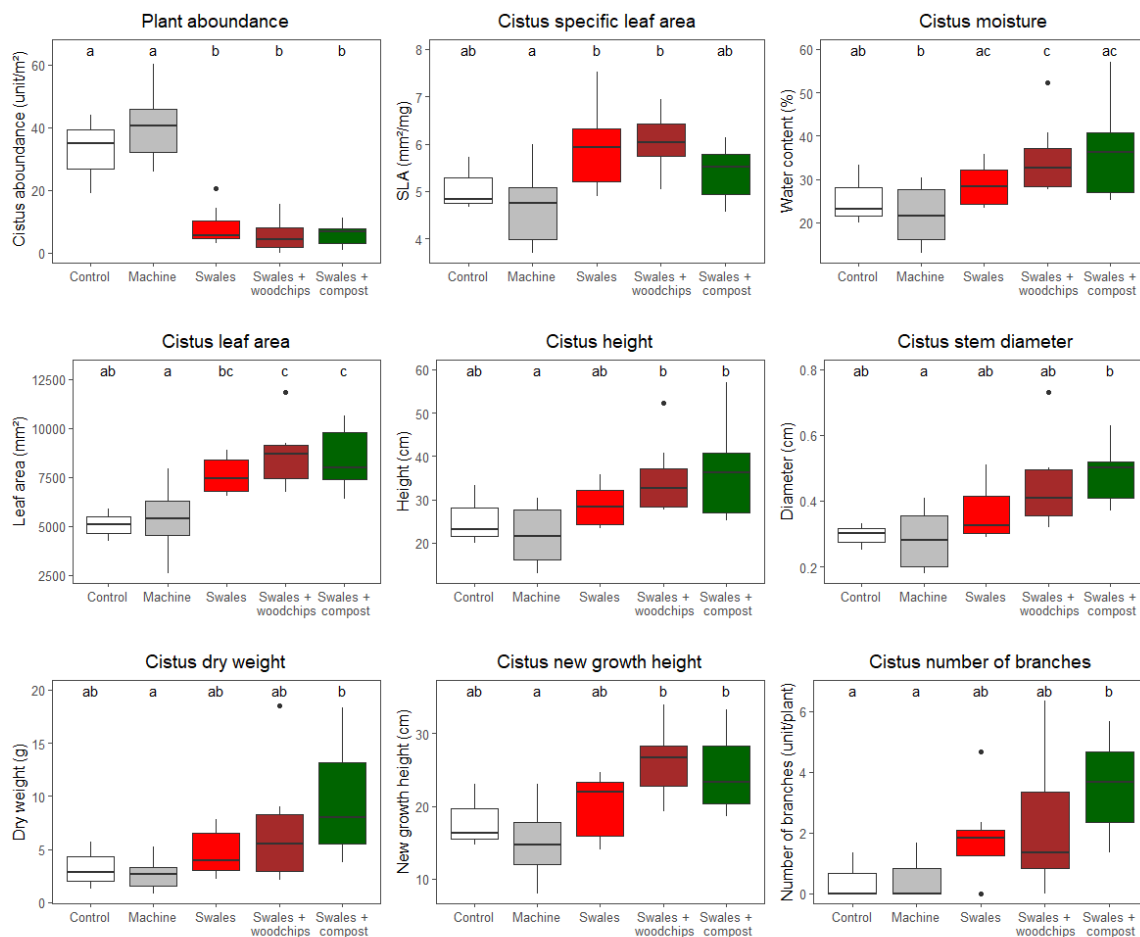 Plant aboundance
Cistus specific leaf area
Cistus moisture
a a b b b
ab a b b ab
ab b ac c ac
Cistus aboundance (unit/m²)
60
40
20
0
SLA (mm²/mg)
8
7
6
5
4
Water content (%)
60
50
40
30
20
Control Machine Swales Swales + woodchips Swales + compost
Control Machine Swales Swales + woodchips Swales + compost
Control Machine Swales Swales + woodchips Swales + compost
Cistus leaf area
Cistus height
Cistus stem diameter
ab a bc c c
ab a ab b b
ab a ab ab b
Leaf area (mm²)
12500
10000
7500
5000
2500
Height (cm)
60
50
40
30
20
Diameter (cm)
0.8
0.6
0.4
0.2
Control Machine Swales Swales + woodchips Swales + compost
Control Machine Swales Swales + woodchips Swales + compost
Control Machine Swales Swales + woodchips Swales + compost
Cistus dry weight
Cistus new growth height
Cistus number of branches
ab a ab ab b
ab a ab b b
a a ab ab b
Dry weight (g)
20
15
10
5
0
New growth height (cm)
30
20
10
Number of branches (unit/plant)
6
4
2
0
Control Machine Swales Swales + woodchips Swales + compost
Control Machine Swales Swales + woodchips Swales + compost
Control Machine Swales Swales + woodchips Swales + compost